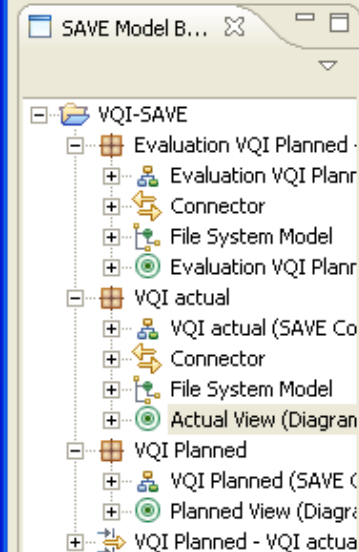 SAVE Model B...
VQI-SAVE
Evaluation VQI Planned -
Evaluation VQI Plann
Connector
File System Model
Evaluation VQI Plann
VQI actual
VQI actual (SAVE Co
Connector
File System Model
Actual View (Diagram
VQI Planned
VQI Planned (SAVE C
Planned View (Diagra
VQI Planned - VQI actua